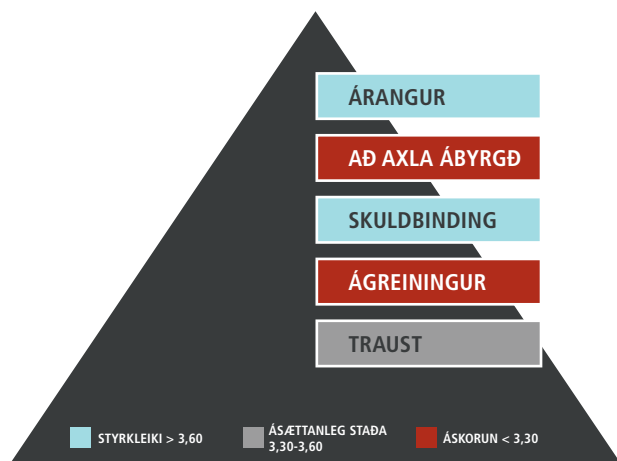 ÁRANGUR
AÐ AXLA ÁBYRGÐ
SKULDBINDING
ÁGREININGUR
TRAUST
STYRKLEIKI > 3,60
ÁSÆTTANLEG STAÐA
3,30-3,60
ÁSKORUN < 3,30